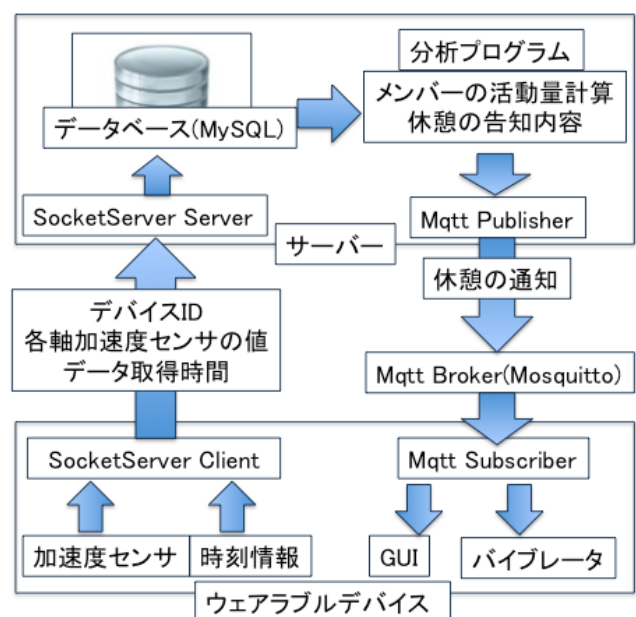 分析プログラム
メンバーの活動量計算
休憩の告知内容
データベース(MySQL)
SocketServer Server
Mqtt Publisher
サーバー
休憩の通知
デバイスID
各軸加速度センサの値
データ取得時間
Mqtt Broker(Mosquitto)
SocketServer Client
Mqtt Subscriber
加速度センサ
時刻情報
GUI
バイブレータ
ウェアラブルデバイス